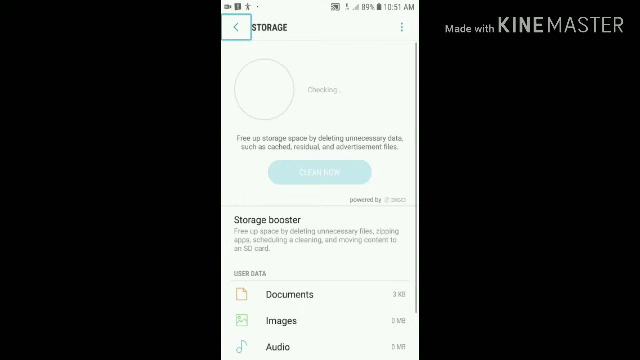 89% 10:51 AM
STORAGE
Made with KINEMASTER
Checking...
Free up storage space by deleting unnecessary data,
such as cached, residual, and advertisement files.
CLEAN NOW
powered by
Storage booster
Free up space by deleting unnecessary files, zipping
apps, scheduling a cleaning, and moving content to
an SD card.
USER DATA
Documents 3 KB
Images 0 MB
Audio 0 MB